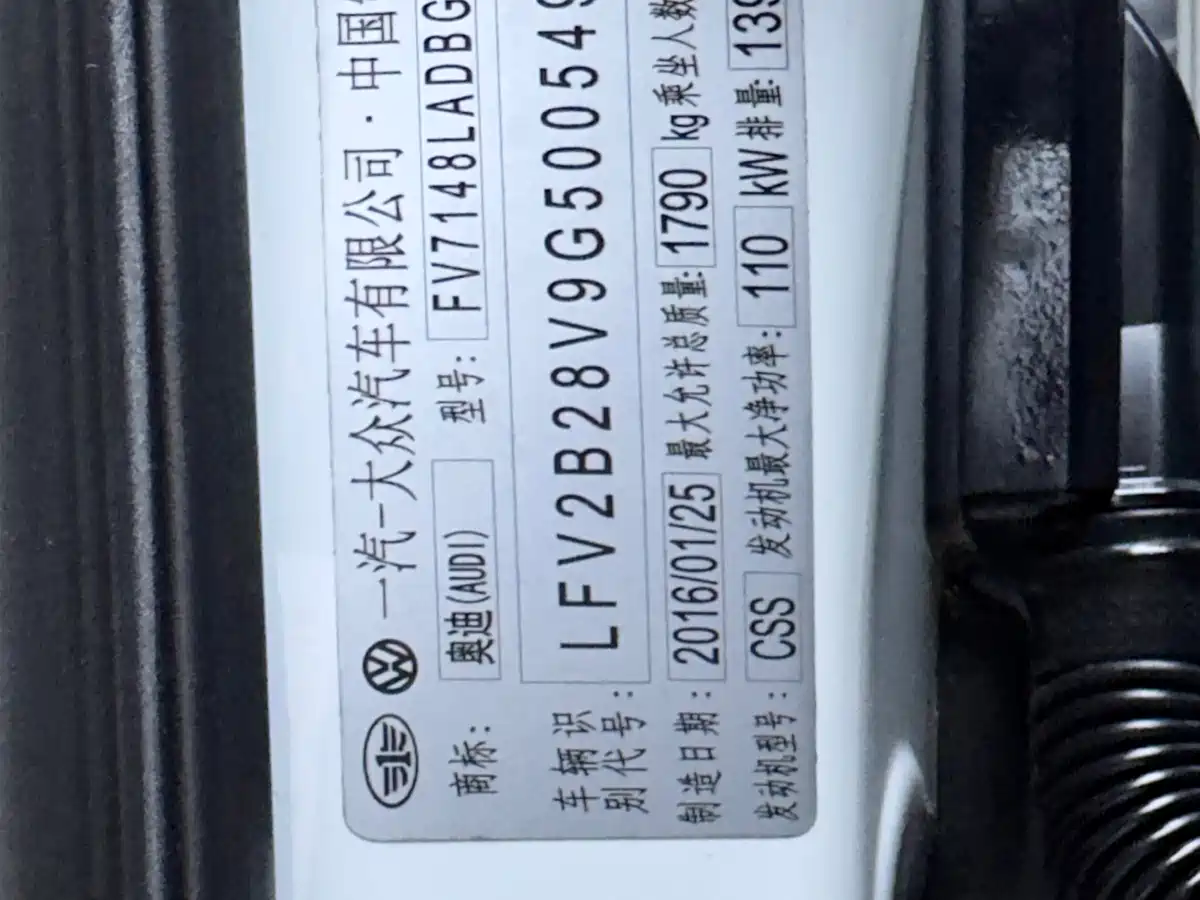 一汽-大众汽车有限公司·中国
商标: 奥迪(AUDI) 型号: FV7148LADBG
车辆识别代号: LFV2B28V9G50054
制造日期: 2016/01/25 最大允许总质量: 1790 kg 乘坐人数
发动机型号: CSS 发动机最大净功率: 110 kW 排量: 139